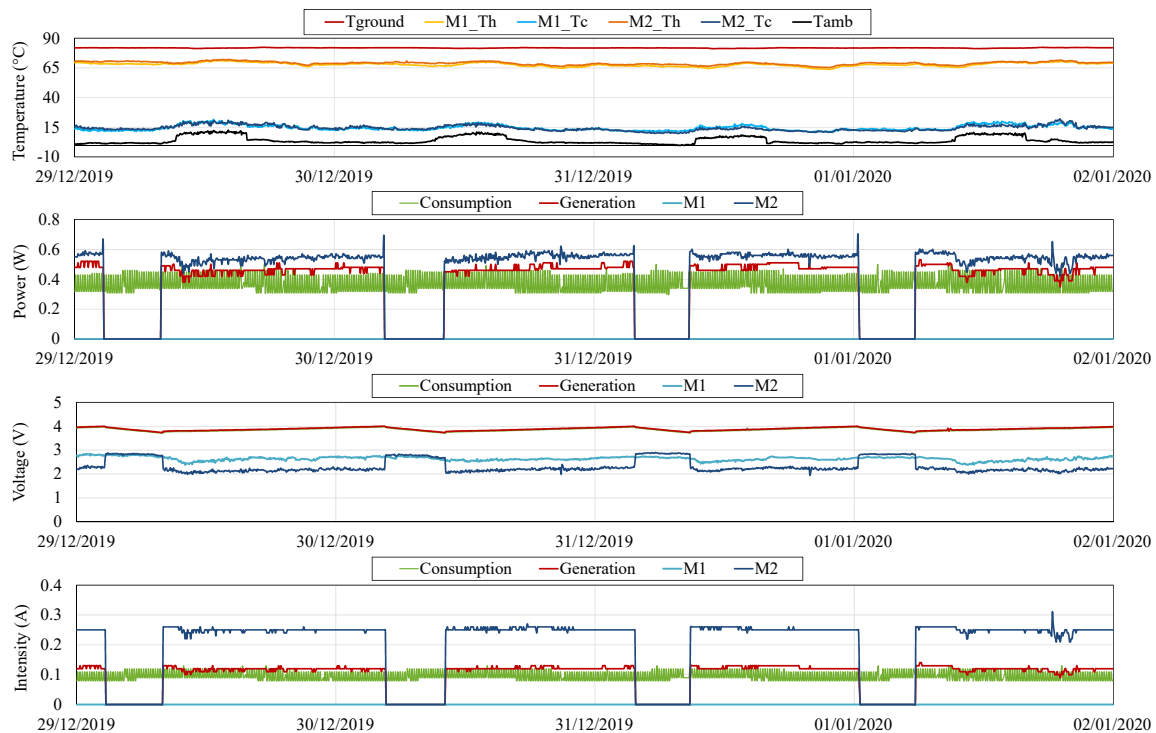 Tground M1_Th M1_Tc M2_Th M2_Tc Tamb
Temperature (°C)
90
65
40
15
-10
29/12/2019 30/12/2019 31/12/2019 01/01/2020 02/01/2020
Consumption Generation M1 M2
Power (W)
0.8
0.6
0.4
0.2
0
29/12/2019 30/12/2019 31/12/2019 01/01/2020 02/01/2020
Consumption Generation M1 M2
Voltage (V)
5
4
3
2
1
0
29/12/2019 30/12/2019 31/12/2019 01/01/2020 02/01/2020
Consumption Generation M1 M2
Intensity (A)
0.4
0.3
0.2
0.1
0
29/12/2019 30/12/2019 31/12/2019 01/01/2020 02/01/2020